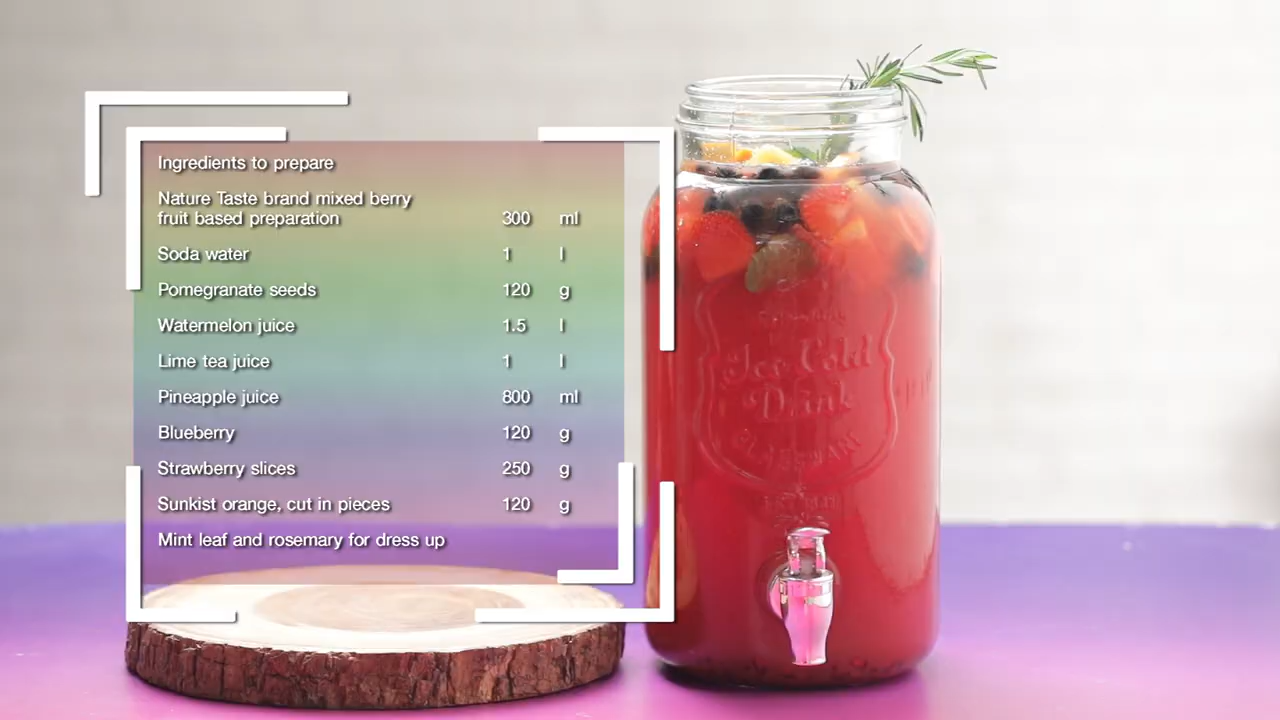 Ingredients to prepare
Nature Taste brand mixed berry
fruit based preparation 300 ml
Soda water 1 l
Pomegranate seeds 120 g
Watermelon juice 1.5 l
Lime tea juice 1 l
Pineapple juice 800 ml
Blueberry 120 g
Strawberry slices 250 g
Sunkist orange, cut in pieces 120 g
Mint leaf and rosemary for dress up
Ice Cold
Drink